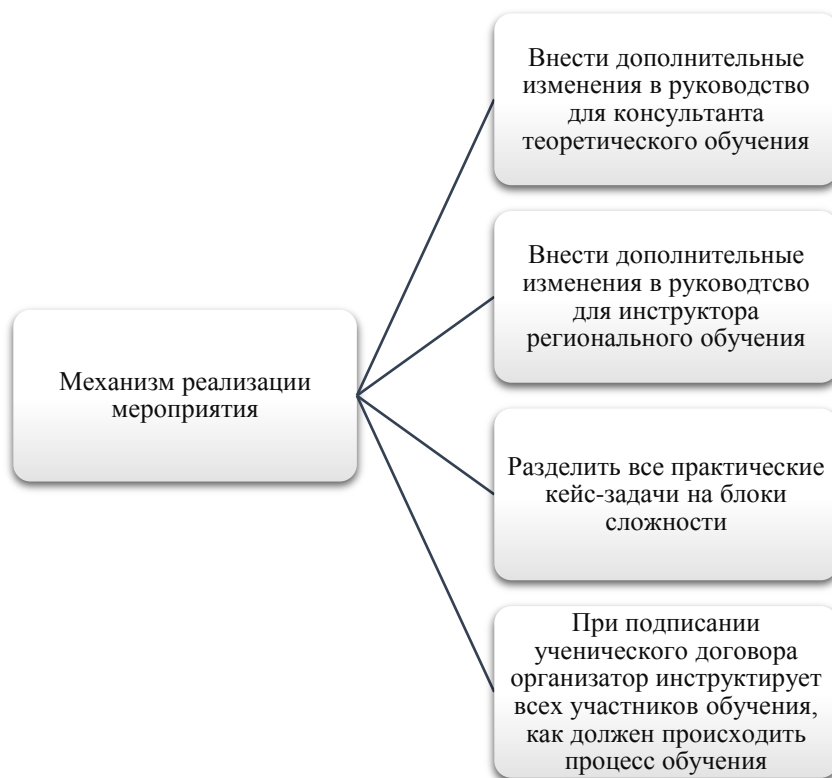 Внести дополнительные
изменения в руководство
для консультанта
теоретического обучения
Внести дополнительные
изменения в руководтсво
для инструктора
регионального обучения
Механизм реализации
мероприятия
Разделить все практические
кейс-задачи на блоки
сложности
При подписании
ученического договора
организатор инструктирует
всех участников обучения,
как должен происходить
процесс обучения